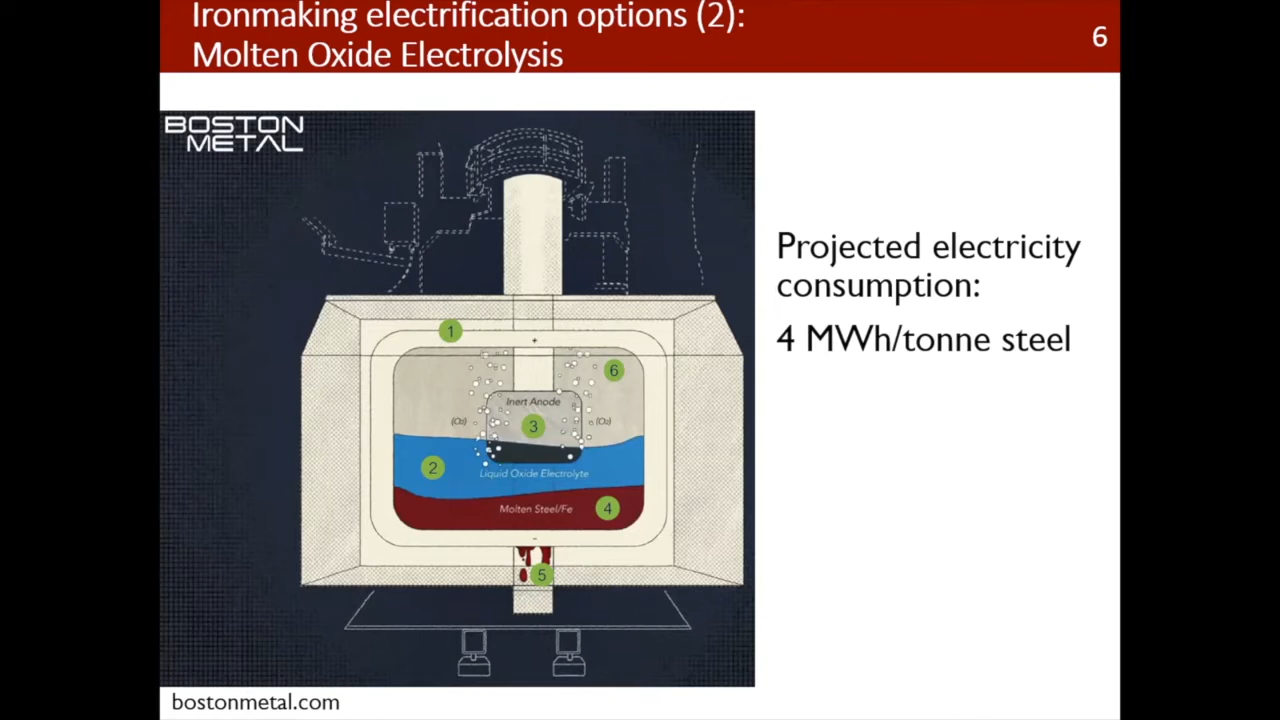 Ironmaking electrification options (2):
Molten Oxide Electrolysis
6
BOSTON
METAL
1
+
6
Inert Anode
(O₂)
3
(O₂)
2
Liquid Oxide Electrolyte
Molten Steel/Fe
4
-
5
Projected electricity
consumption:
4 MWh/tonne steel
bostonmetal.com